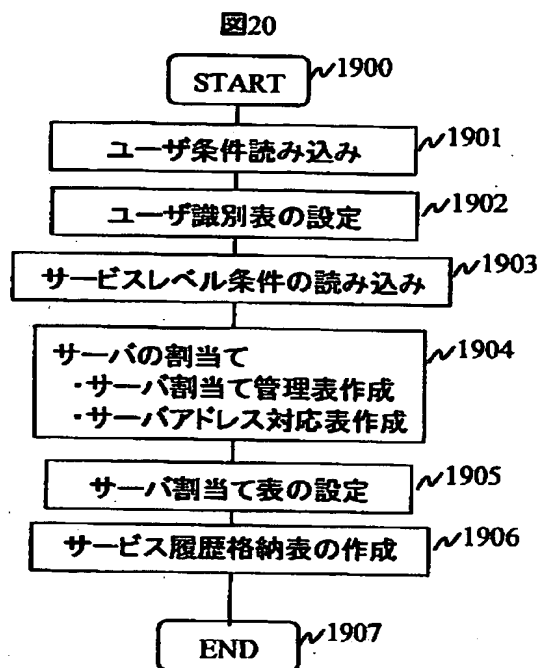 図20
START 1900
ユーザ条件読み込み 1901
ユーザ識別表の設定 1902
サービスレベル条件の読み込み 1903
サーバの割当て 1904
・サーバ割当て管理表作成
・サーバアドレス対応表作成
サーバ割当て表の設定 1905
サービス履歴格納表の作成 1906
END 1907